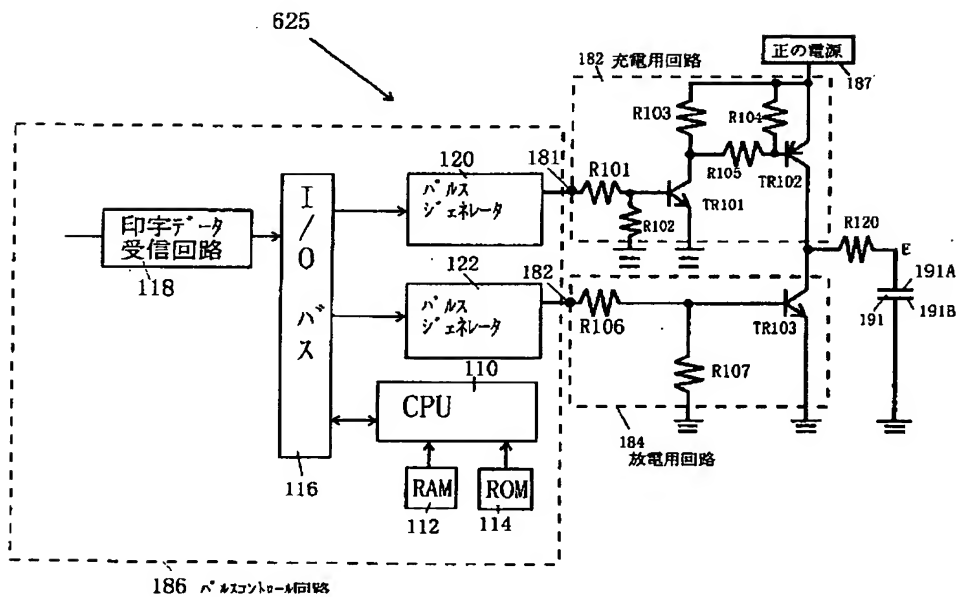 625
正の電源
187
182 充電用回路
R103
R104
R105
TR102
181
R101
R102
TR101
120
パルス
ジェネレータ
I/O バス
印字データ
受信回路
118
R120
E
191A
191
191B
122
パルス
ジェネレータ
182
R106
TR103
R107
110
CPU
184
放電用回路
116
RAM
112
ROM
114
186 パルスコントロール回路